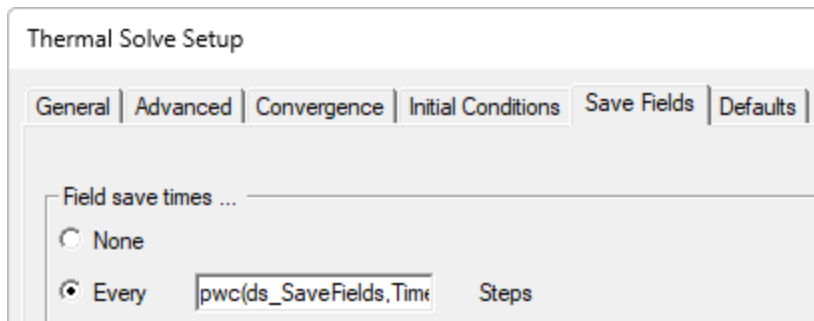 Thermal Solve Setup
General Advanced Convergence Initial Conditions Save Fields Defaults
Field save times ...
None
Every pwc(ds_SaveFields,Time Steps